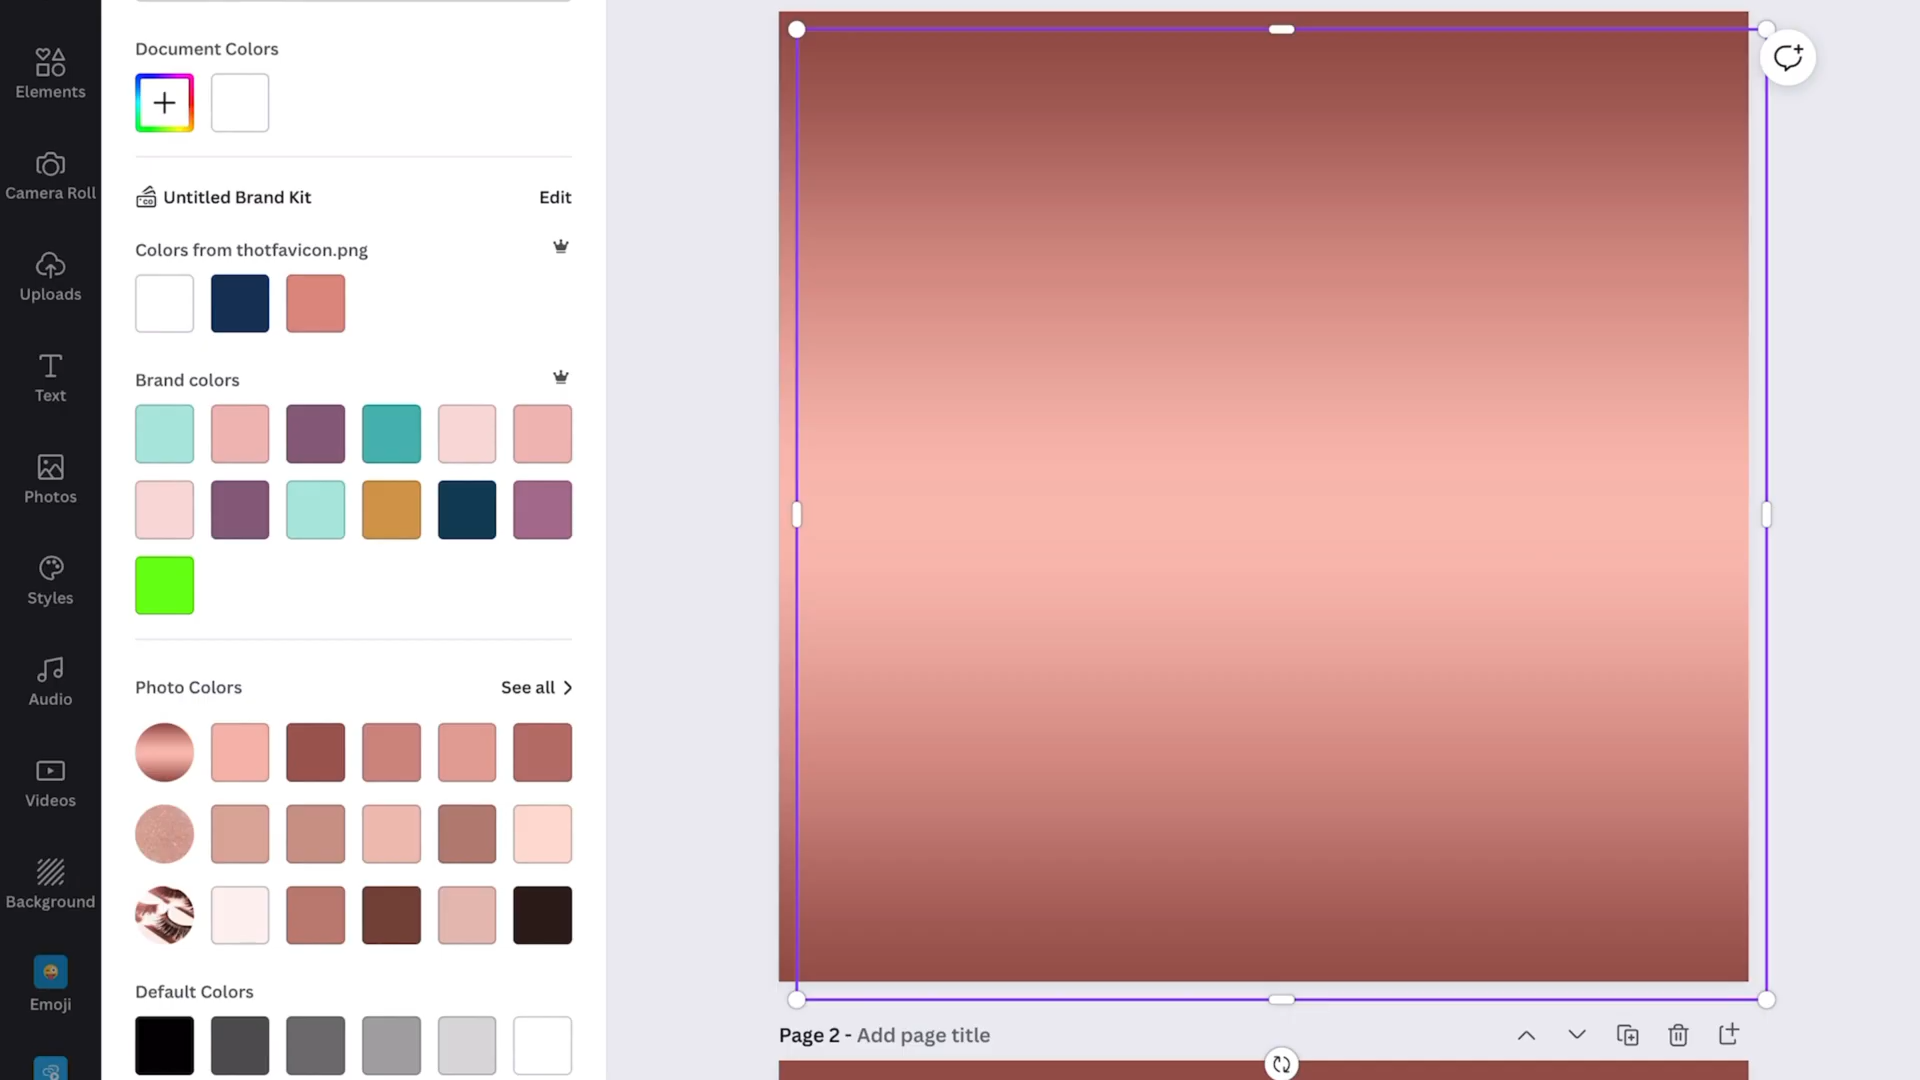 Elements
Camera Roll
Uploads
Text
Photos
Styles
Audio
Videos
Background
Emoji
Document Colors
Untitled Brand Kit Edit
Colors from thotfavicon.png
Brand colors
Photo Colors See all
Default Colors
Page 2 - Add page title